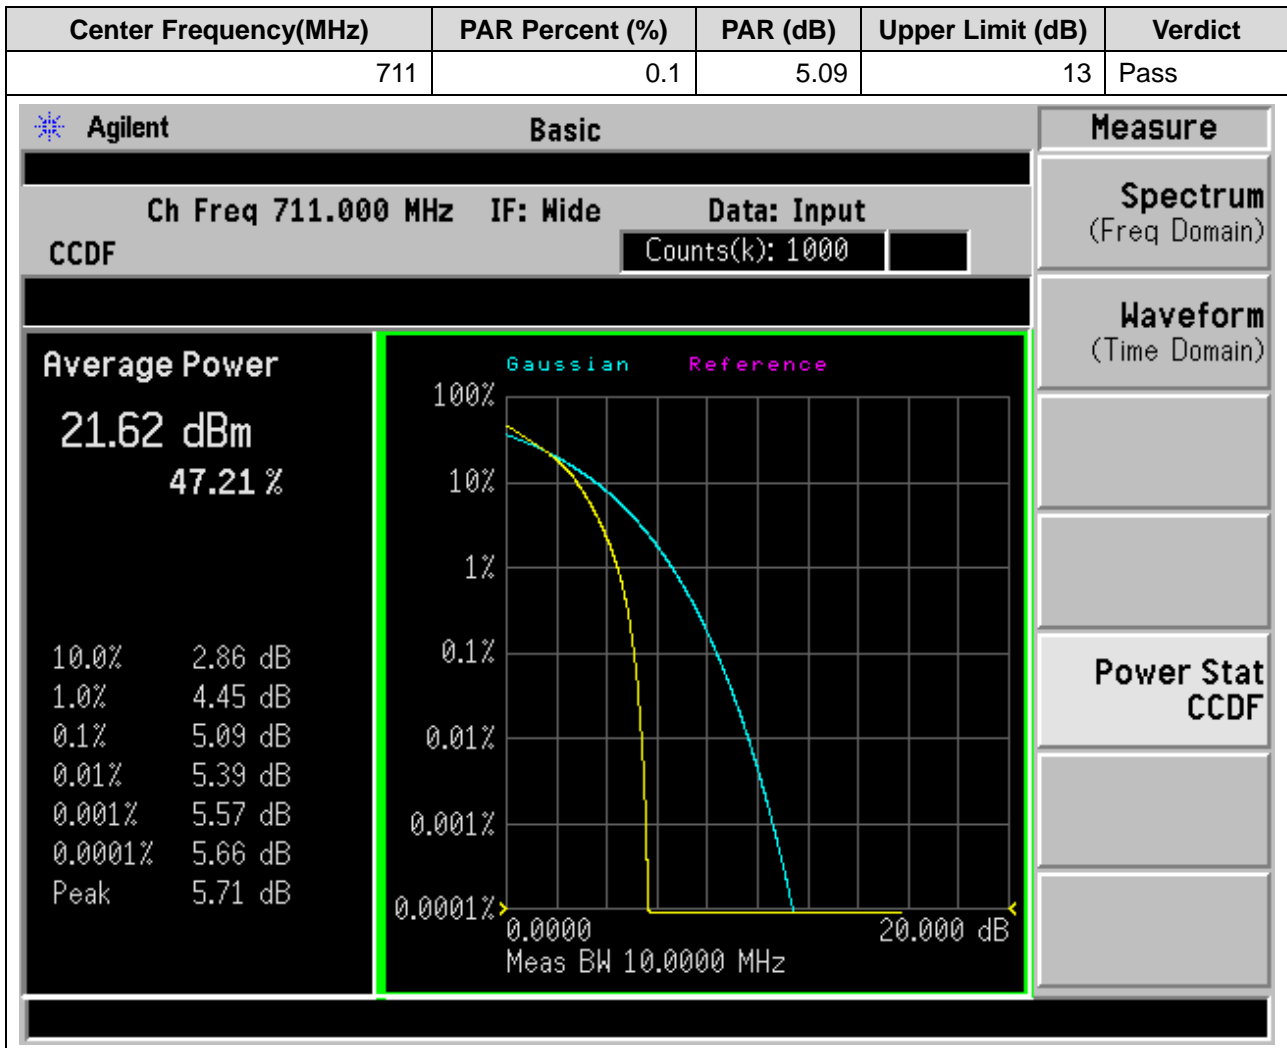 Center Frequency(MHz) PAR Percent (%) PAR (dB) Upper Limit (dB) Verdict
711 0.1 5.09 13 Pass
Agilent Basic Measure
Ch Freq 711.000 MHz IF: Wide Data: Input
CCDF Counts(k): 1000
Spectrum
(Freq Domain)
Waveform
(Time Domain)
Power Stat
CCDF
Average Power
21.62 dBm
47.21 %
10.0% 2.86 dB
1.0% 4.45 dB
0.1% 5.09 dB
0.01% 5.39 dB
0.001% 5.57 dB
0.0001% 5.66 dB
Peak 5.71 dB
Gaussian Reference
100%
10%
1%
0.1%
0.01%
0.001%
0.0001%
0.0000 20.000 dB
Meas BW 10.0000 MHz